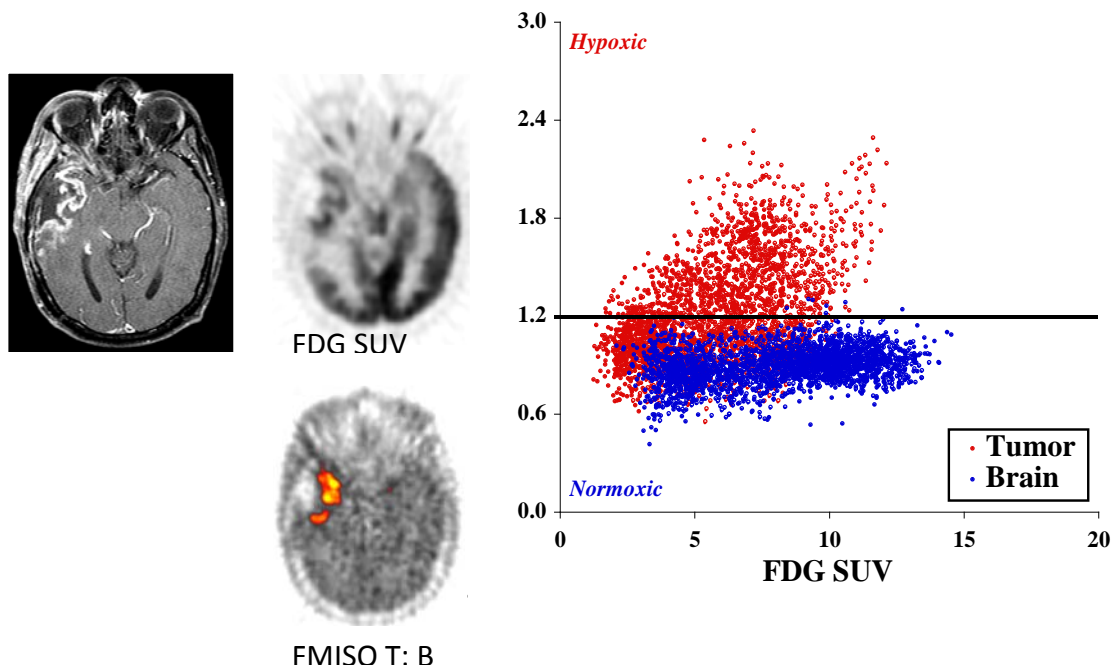 FDG SUV
FMISO T: B
3.0
2.4
1.8
1.2
0.6
0.0
Hypoxic
Normoxic
Tumor
Brain
0
5
10
15
20
FDG SUV